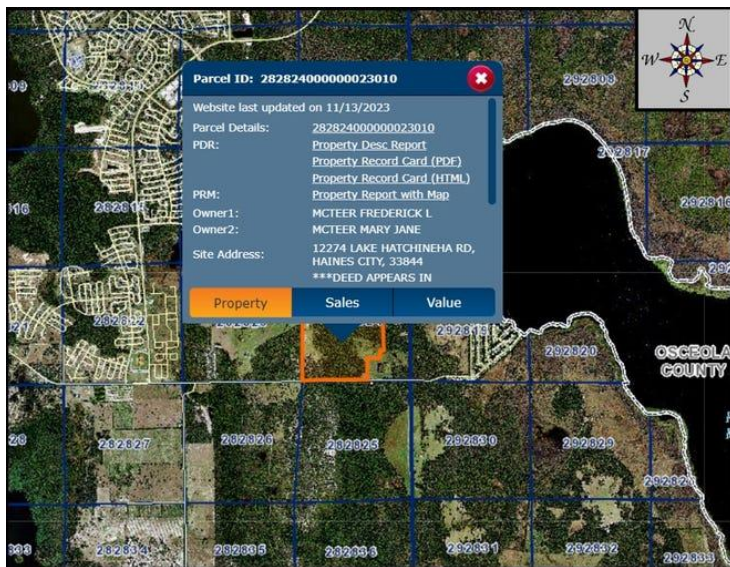 N
W
E
S
Parcel ID: 282824000000023010
Website last updated on 11/13/2023
Parcel Details: 282824000000023010
PDR: Property Desc Report
Property Record Card (PDF)
Property Record Card (HTML)
PRM: Property Report with Map
Owner1: MCTEER FREDERICK L
Owner2: MCTEER MARY JANE
Site Address: 12274 LAKE HATCHINEHA RD,
HAINES CITY, 33844
***DEED APPEARS IN
Property Sales Value
292808
292817
282815
292816
292820
OSCEOLA
COUNTY
282827
282826
282825
292830
292829
282834
282835
282836
292831
292832
292833